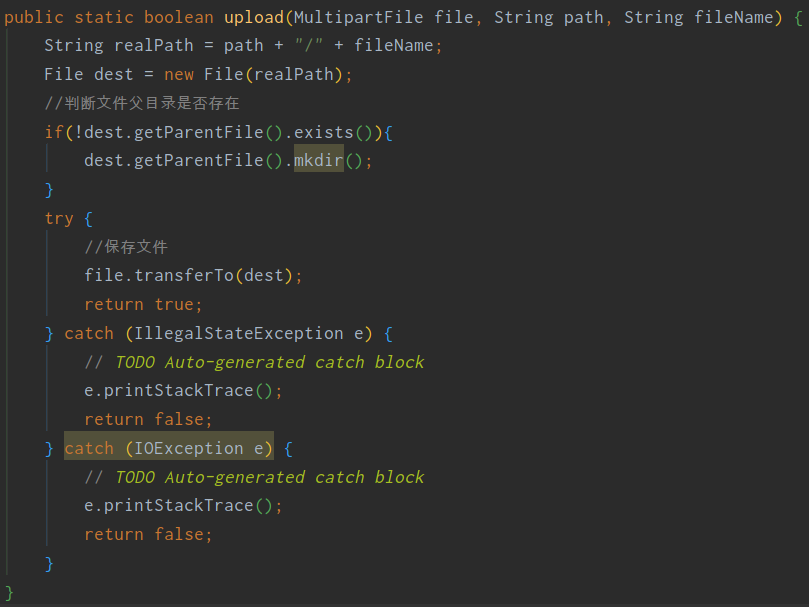 public static boolean upload(MultipartFile file, String path, String fileName) {
String realPath = path + "/" + fileName;
File dest = new File(realPath);
//判断文件父目录是否存在
if(!dest.getParentFile().exists()){
dest.getParentFile().mkdir();
}
try {
//保存文件
file.transferTo(dest);
return true;
} catch (IllegalStateException e) {
// TODO Auto-generated catch block
e.printStackTrace();
return false;
} catch (IOException e) {
// TODO Auto-generated catch block
e.printStackTrace();
return false;
}
}